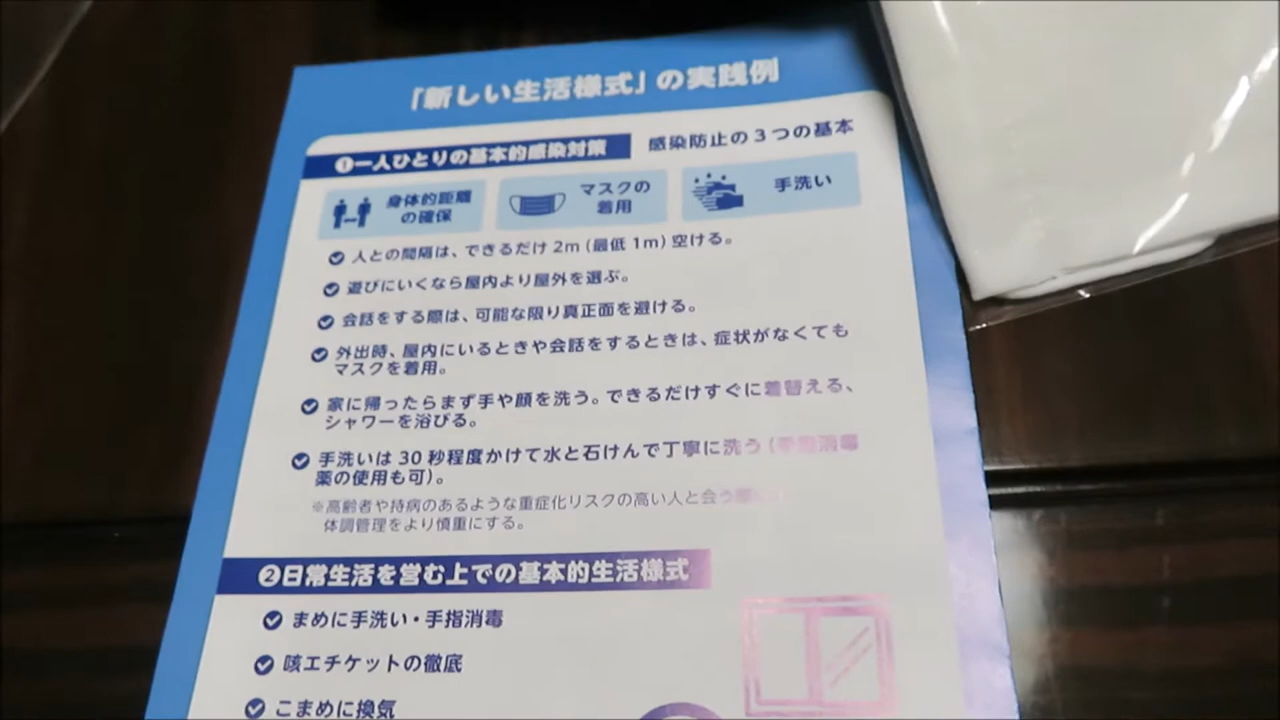 「新しい生活様式」の実践例
❶一人ひとりの基本的感染対策
感染防止の3つの基本
身体的距離
の確保
マスクの
着用
手洗い
人との間隔は、できるだけ 2m（最低 1m）空ける。
遊びにいくなら屋内より屋外を選ぶ。
会話をする際は、可能な限り真正面を避ける。
外出時、屋内にいるときや会話をするときは、症状がなくても
マスクを着用。
家に帰ったらまず手や顔を洗う。できるだけすぐに着替える、
シャワーを浴びる。
手洗いは 30 秒程度かけて水と石けんで丁寧に洗う（手指消毒
薬の使用も可）。
※高齢者や持病のあるような重症化リスクの高い人と会う
体調管理をより慎重にする。
❷日常生活を営む上での基本的生活様式
まめに手洗い・手指消毒
咳エチケットの徹底
こまめに換気